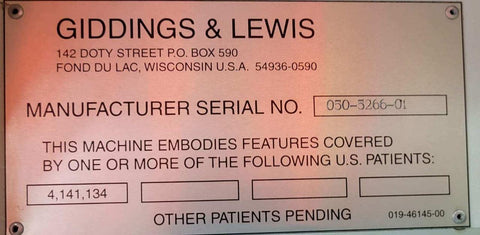 GIDDINGS & LEWIS
142 DOTY STREET P.O. BOX 590
FOND DU LAC, WISCONSIN U.S.A. 54936-0590
MANUFACTURER SERIAL NO. 030-3266-01
THIS MACHINE EMBODIES FEATURES COVERED
BY ONE OR MORE OF THE FOLLOWING U.S. PATIENTS:
4,141,134
OTHER PATIENTS PENDING 019-46145-00